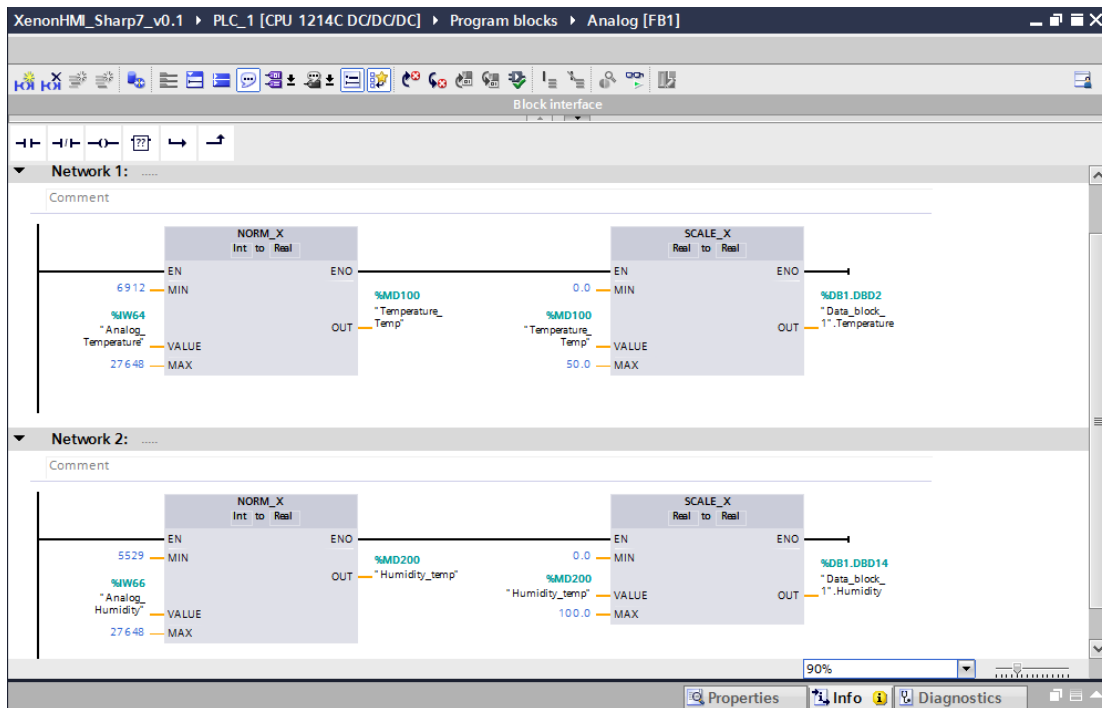 XenonHMI_Sharp7_v0.1 ▸ PLC_1 [CPU 1214C DC/DC/DC] ▸ Program blocks ▸ Analog [FB1]
Block interface
??
Network 1: .....
Comment
NORM_X
Int to Real
SCALE_X
Real to Real
EN ENO
EN ENO
6912 MIN
0.0 MIN
%MD100
"Temperature_
Temp"
OUT
%DB1.DBD2
"Data_block_
1".Temperature
OUT
%IW64
"Analog_
Temperature" VALUE
%MD100
"Temperature_
Temp" VALUE
27648 MAX
50.0 MAX
Network 2: .....
Comment
NORM_X
Int to Real
SCALE_X
Real to Real
EN ENO
EN ENO
5529 MIN
0.0 MIN
%MD200
OUT "Humidity_temp"
%DB1.DBD14
"Data_block_
OUT 1".Humidity
%IW66
"Analog_
Humidity" VALUE
%MD200
"Humidity_temp" VALUE
27648 MAX
100.0 MAX
90%
Properties Info Diagnostics